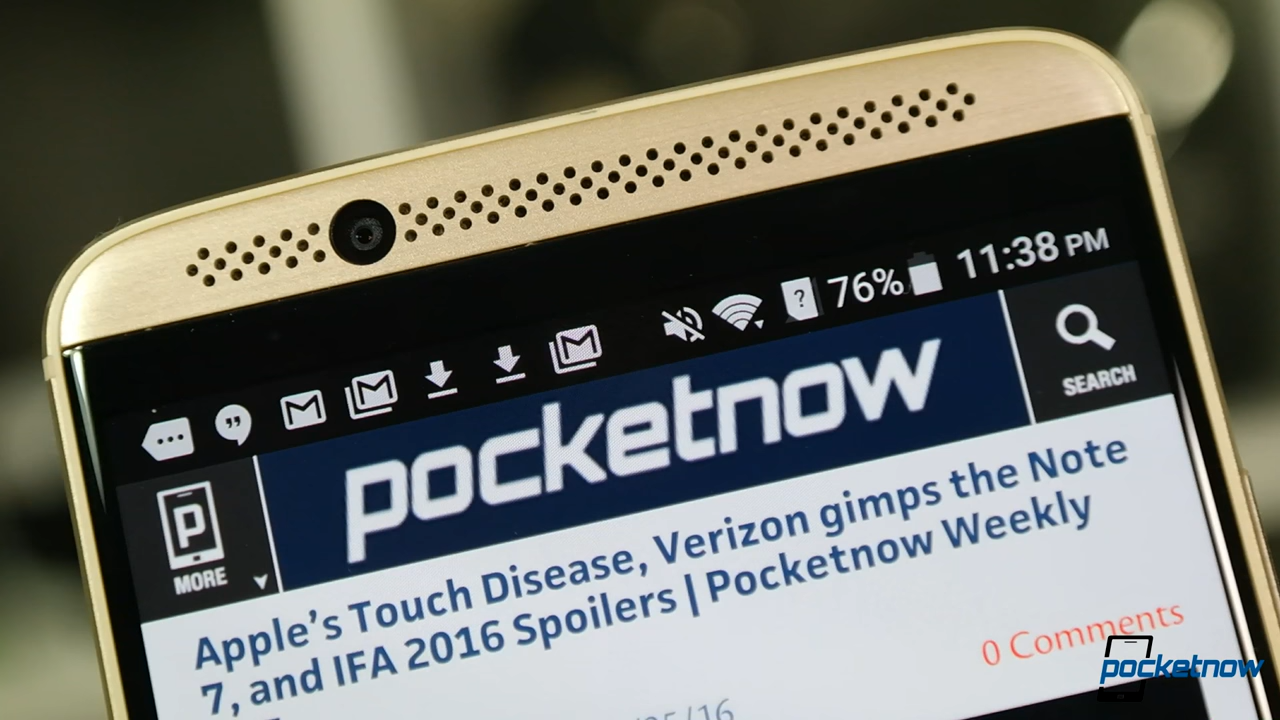 76% 11:38 PM
P
MORE
pocketnow
SEARCH
Apple's Touch Disease, Verizon gimps the Note
7, and IFA 2016 Spoilers | Pocketnow Weekly
0 Comments
/16
pocketnow